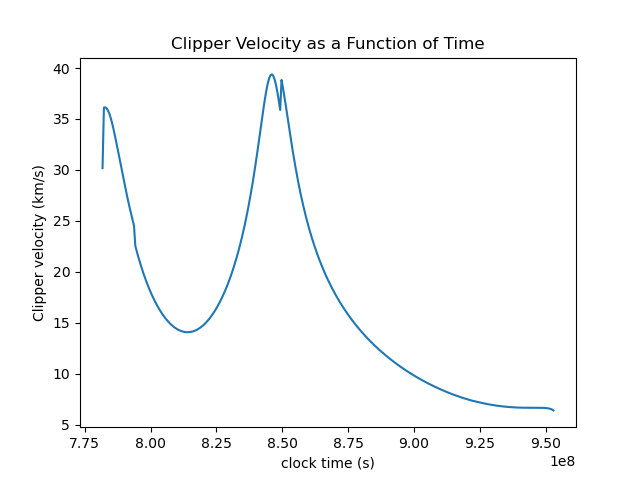 Clipper Velocity as a Function of Time
Clipper velocity (km/s)
40
35
30
25
20
15
10
5
7.75 8.00 8.25 8.50 8.75 9.00 9.25 9.50
1e8
clock time (s)